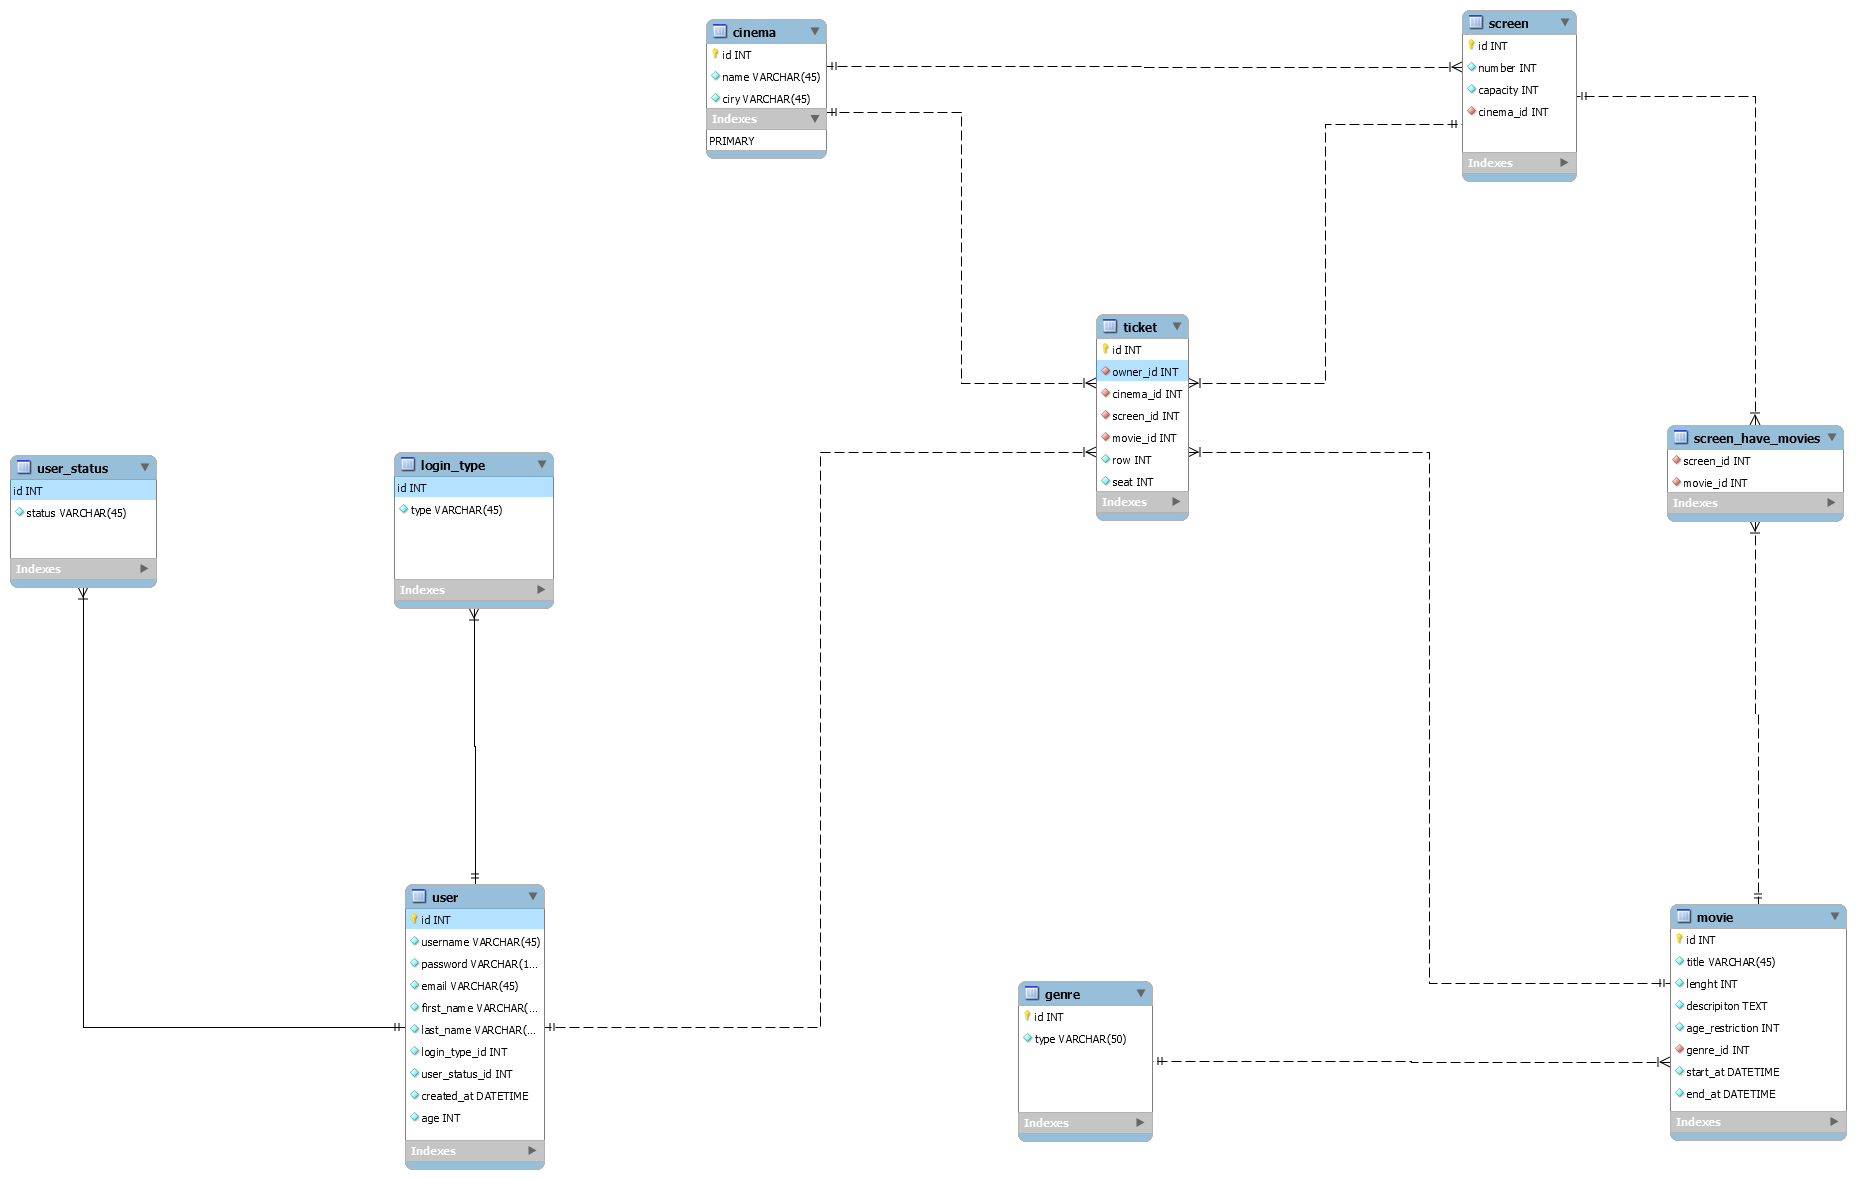 cinema
id INT
name VARCHAR(45)
ciry VARCHAR(45)
Indexes
PRIMARY
screen
id INT
number INT
capacity INT
cinema_id INT
Indexes
ticket
id INT
owner_id INT
cinema_id INT
screen_id INT
movie_id INT
row INT
seat INT
Indexes
screen_have_movies
screen_id INT
movie_id INT
Indexes
user_status
id INT
status VARCHAR(45)
Indexes
login_type
id INT
type VARCHAR(45)
Indexes
user
id INT
username VARCHAR(45)
password VARCHAR(1...
email VARCHAR(45)
first_name VARCHAR(...
last_name VARCHAR(...
login_type_id INT
user_status_id INT
created_at DATETIME
age INT
Indexes
genre
id INT
type VARCHAR(50)
Indexes
movie
id INT
title VARCHAR(45)
lenght INT
descripiton TEXT
age_restriction INT
genre_id INT
start_at DATETIME
end_at DATETIME
Indexes